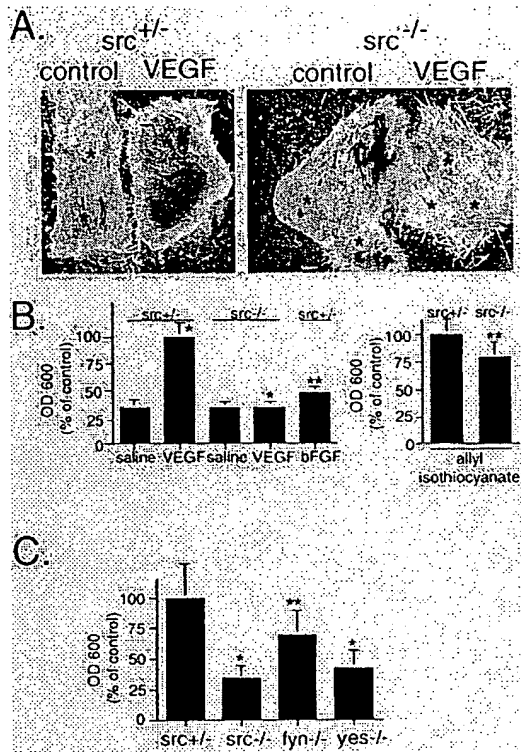 A.
src+/- src-/-
control VEGF control VEGF
B.
src+/- src-/- src+/-
OD 600
(% of control)
100
75
50
25
0
* * **
saline VEGF saline VEGF bFGF
src+/- src-/-
OD 600
(% of control)
100
75
50
25
0
**
allyl
isothiocyanate
C.
OD 600
(% of control)
100
75
50
25
0
* ** *
src+/- src-/- fyn-/- yes-/-